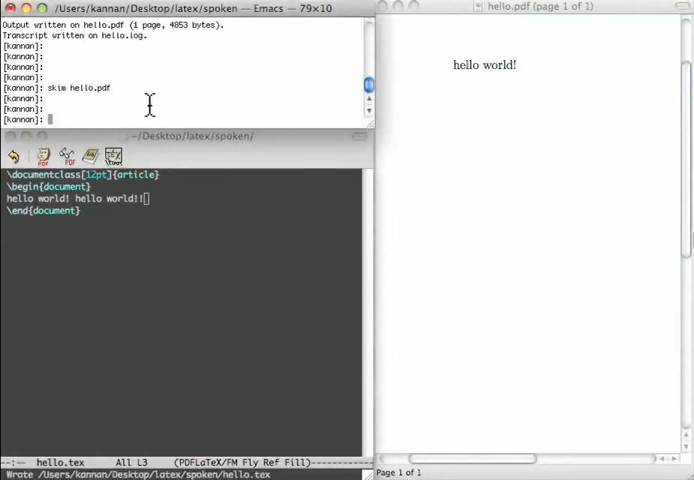 /Users/kannan/Desktop/latex/spoken — Emacs — 79×10
Output written on hello.pdf (1 page, 4853 bytes).
Transcript written on hello.log.
[kannan]:
[kannan]:
[kannan]:
[kannan]:
[kannan]: skim hello.pdf
[kannan]:
[kannan]:
[kannan]:
~/Desktop/latex/spoken/
PDF
PDF
\documentclass[12pt]{article}
\begin{document}
hello world! hello world!!
\end{document}
--:-- hello.tex All L3 (PDFLaTeX/FM Fly Ref Fill)
Wrote /Users/kannan/Desktop/latex/spoken/hello.tex
hello.pdf (page 1 of 1)
hello world!
Page 1 of 1